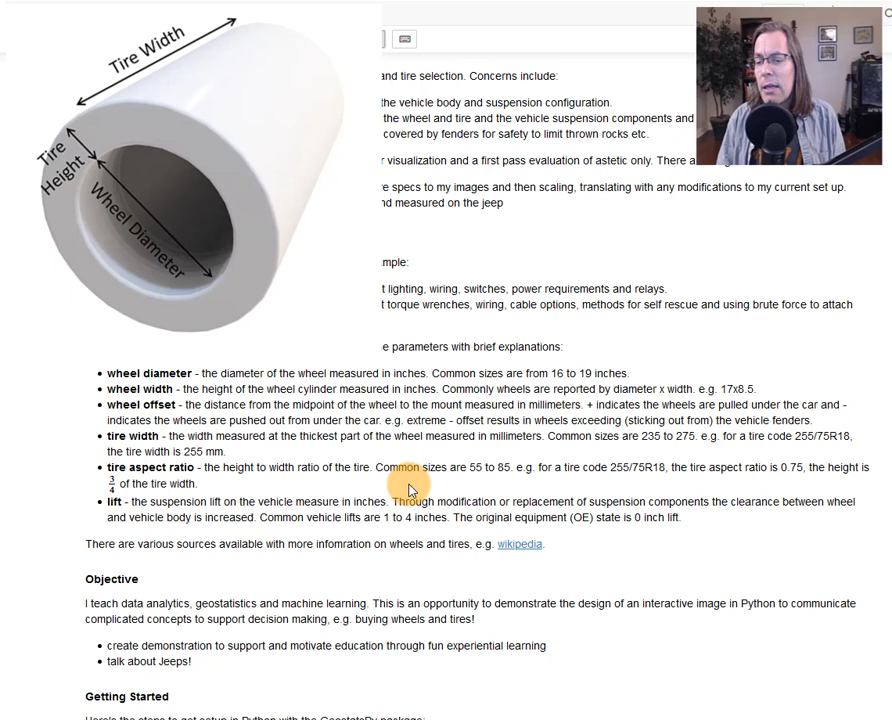 Tire Width
Tire
Height
Wheel Diameter
and tire selection. Concerns include:
the vehicle body and suspension configuration.
the wheel and tire and the vehicle suspension components and
covered by fenders for safety to limit thrown rocks etc.
r visualization and a first pass evaluation of astetic only. There a
e specs to my images and then scaling, translating with any modifications to my current set up.
nd measured on the jeep
mple:
t lighting, wiring, switches, power requirements and relays.
t torque wrenches, wiring, cable options, methods for self rescue and using brute force to attach
e parameters with brief explanations:
• wheel diameter - the diameter of the wheel measured in inches. Common sizes are from 16 to 19 inches.
• wheel width - the height of the wheel cylinder measured in inches. Commonly wheels are reported by diameter x width. e.g. 17x8.5.
• wheel offset - the distance from the midpoint of the wheel to the mount measured in millimeters. + indicates the wheels are pulled under the car and -
indicates the wheels are pushed out from under the car. e.g. extreme - offset results in wheels exceeding (sticking out from) the vehicle fenders.
• tire width - the width measured at the thickest part of the wheel measured in millimeters. Common sizes are 235 to 275. e.g. for a tire code 255/75R18,
the tire width is 255 mm.
• tire aspect ratio - the height to width ratio of the tire. Common sizes are 55 to 85. e.g. for a tire code 255/75R18, the tire aspect ratio is 0.75, the height is
3/4 of the tire width.
• lift - the suspension lift on the vehicle measure in inches. Through modification or replacement of suspension components the clearance between wheel
and vehicle body is increased. Common vehicle lifts are 1 to 4 inches. The original equipment (OE) state is 0 inch lift.
There are various sources available with more infomration on wheels and tires, e.g. wikipedia.
Objective
I teach data analytics, geostatistics and machine learning. This is an opportunity to demonstrate the design of an interactive image in Python to communicate
complicated concepts to support decision making, e.g. buying wheels and tires!
• create demonstration to support and motivate education through fun experiential learning
• talk about Jeeps!
Getting Started
Here's the steps to get setup in Python with the GeostatsPy package: